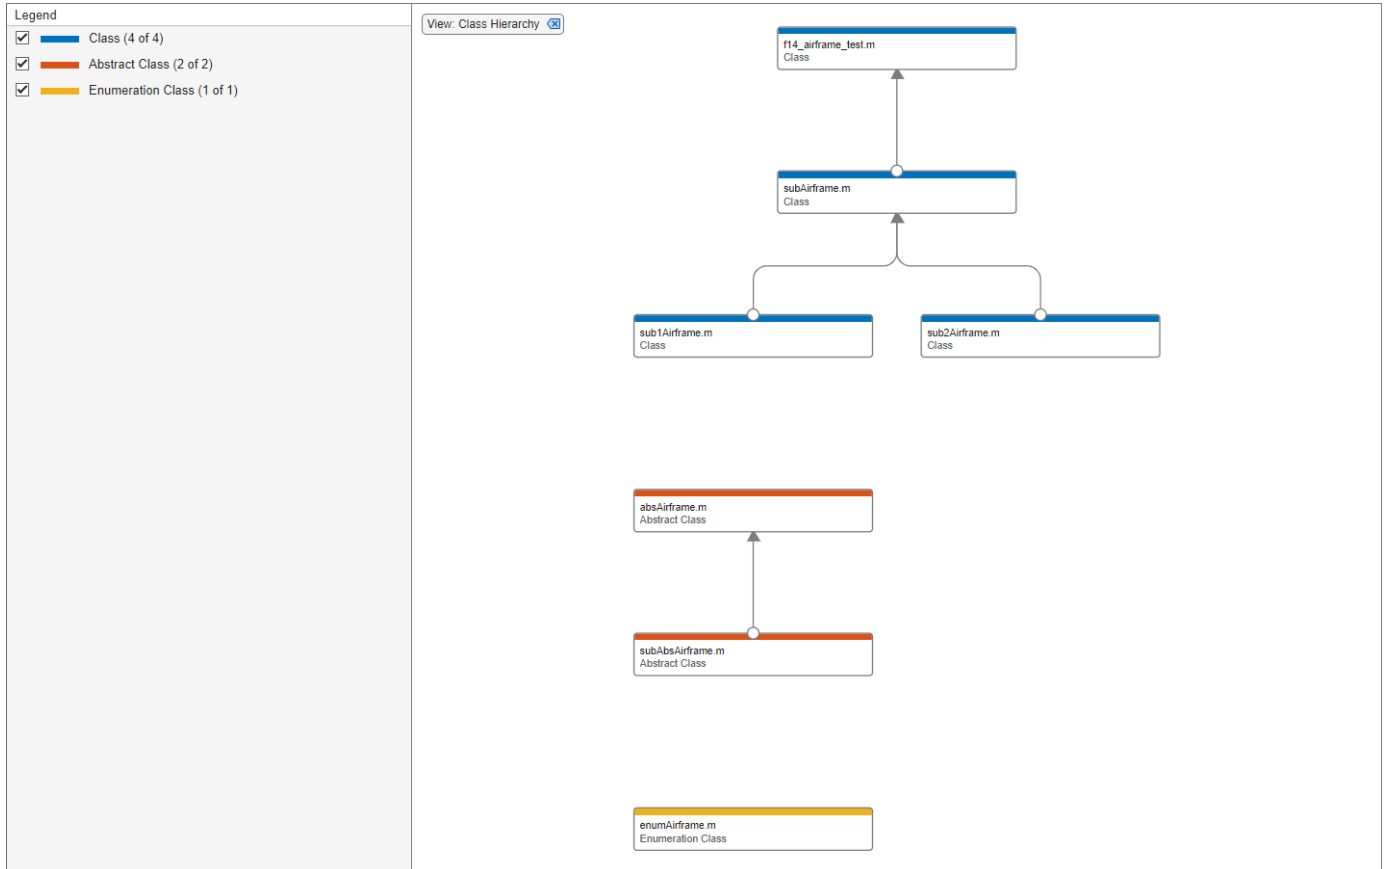 Legend
Class (4 of 4)
Abstract Class (2 of 2)
Enumeration Class (1 of 1)
View: Class Hierarchy
f14_airframe_test.m
Class
subAirframe.m
Class
sub1Airframe.m
Class
sub2Airframe.m
Class
absAirframe.m
Abstract Class
subAbsAirframe.m
Abstract Class
enumAirframe.m
Enumeration Class